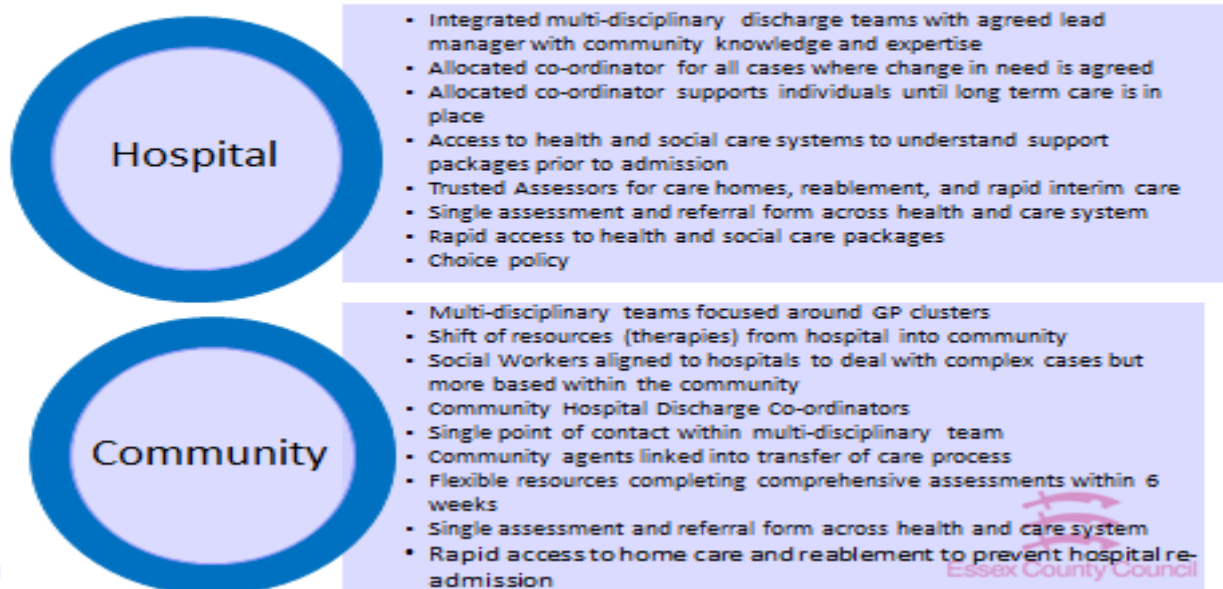 Hospital
• Integrated multi-disciplinary discharge teams with agreed lead
manager with community knowledge and expertise
• Allocated co-ordinator for all cases where change in need is agreed
• Allocated co-ordinator supports individuals until long term care is in
place
• Access to health and social care systems to understand support
packages prior to admission
• Trusted Assessors for care homes, reablement, and rapid interim care
• Single assessment and referral form across health and care system
• Rapid access to health and social care packages
• Choice policy
Community
• Multi-disciplinary teams focused around GP clusters
• Shift of resources (therapies) from hospital into community
• Social Workers aligned to hospitals to deal with complex cases but
more based within the community
• Community Hospital Discharge Co-ordinators
• Single point of contact within multi-disciplinary team
• Community agents linked into transfer of care process
• Flexible resources completing comprehensive assessments within 6
weeks
• Single assessment and referral form across health and care system
• Rapid access to home care and reablement to prevent hospital re-
admission
Essex County Council